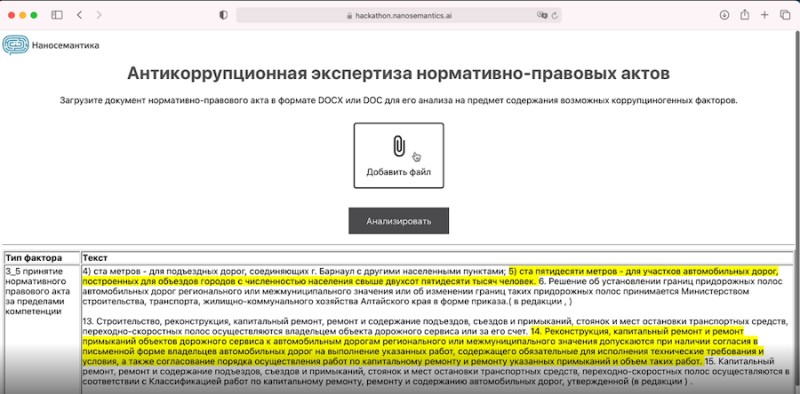 hackathon.nanosemantics.ai
Наносемантика
Антикоррупционная экспертиза нормативно-правовых актов
Загрузите документ нормативно-правового акта в формате DOCX или DOC для его анализа на предмет содержания возможных коррупциногенных факторов.
Добавить файл
Анализировать
Тип фактора
Текст
3_5 принятие
нормативного
правового акта
за пределами
компетенции
4) ста метров - для подъездных дорог, соединяющих г. Барнаул с другими населенными пунктами; 5) ста пятидесяти метров - для участков автомобильных дорог,
построенных для объездов городов с численностью населения свыше двухсот пятидесяти тысяч человек. 6. Решение об установлении границ придорожных полос
автомобильных дорог регионального или межмуниципального значения или об изменении границ таких придорожных полос принимается Министерством
строительства, транспорта, жилищно-коммунального хозяйства Алтайского края в форме приказа.( в редакции , )
13. Строительство, реконструкция, капитальный ремонт, ремонт и содержание подъездов, съездов и примыканий, стоянок и мест остановки транспортных средств,
переходно-скоростных полос осуществляются владельцем объекта дорожного сервиса или за его счет. 14. Реконструкция, капитальный ремонт и ремонт
примыканий объектов дорожного сервиса к автомобильным дорогам регионального или межмуниципального значения допускаются при наличии согласия в
письменной форме владельцев автомобильных дорог на выполнение указанных работ, содержащего обязательные для исполнения технические требования и
условия, а также согласование порядка осуществления работ по капитальному ремонту и ремонту указанных примыканий и объем таких работ. 15. Капитальный
ремонт, ремонт и содержание подъездов, съездов и примыканий, стоянок и мест остановки транспортных средств, переходно-скоростных полос осуществляются в
соответствии с Классификацией работ по капитальному ремонту, ремонту и содержанию автомобильных дорог, утвержденной (в редакции ) .